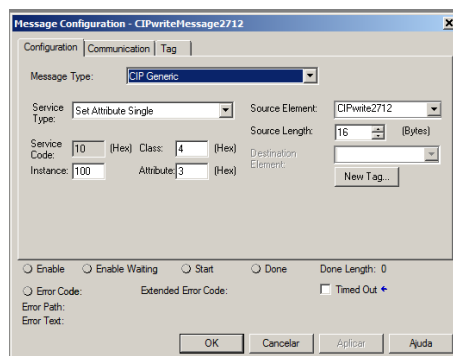 Message Configuration - CIPwriteMessage2712
Configuration Communication Tag
Message Type: CIP Generic
Service Type: Set Attribute Single
Source Element: CIPwrite2712
Source Length: 16 (Bytes)
Service Code: 10 (Hex) Class: 4 (Hex)
Destination Element:
Instance: 100 Attribute: 3 (Hex)
New Tag...
Enable Enable Waiting Start Done Done Length: 0
Error Code: Extended Error Code: Timed Out
Error Path:
Error Text:
OK Cancelar Aplicar Ajuda